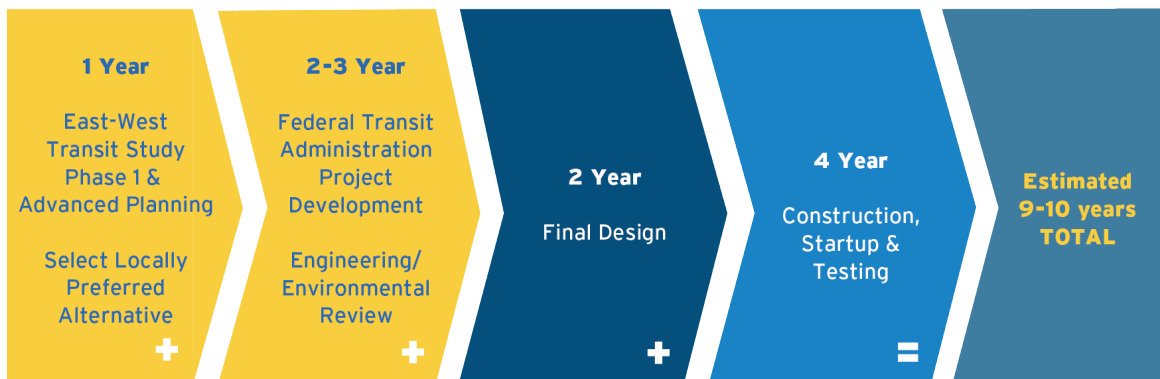 1 Year
East-West
Transit Study
Phase 1 &
Advanced Planning
Select Locally
Preferred
Alternative
+
2-3 Year
Federal Transit
Administration
Project
Development
Engineering/
Environmental
Review
+
2 Year
Final Design
+
4 Year
Construction,
Startup &
Testing
=
Estimated
9-10 years
TOTAL